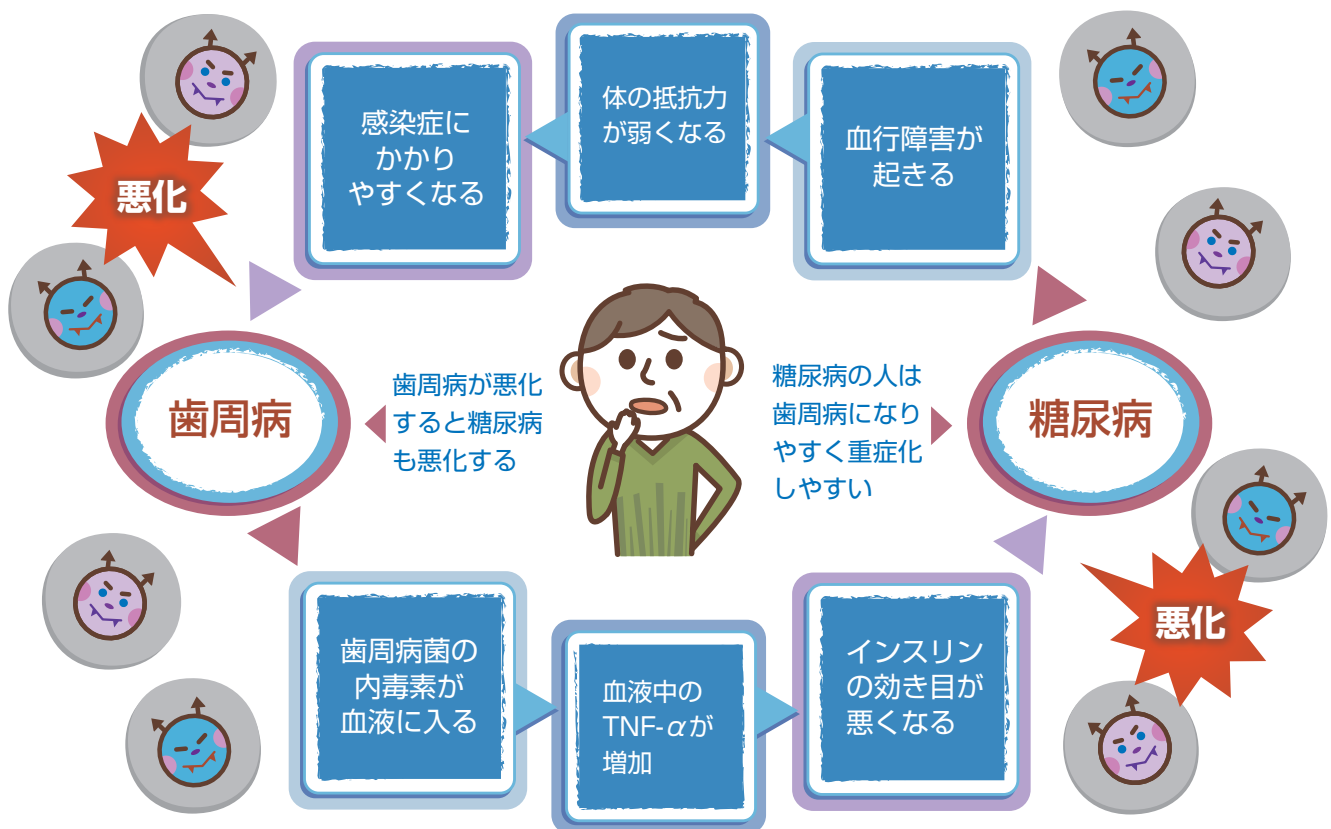 感染症に
かかり
やすくなる
体の抵抗力
が弱くなる
血行障害が
起きる
悪化
歯周病
歯周病が悪化
すると糖尿病
も悪化する
糖尿病の人は
歯周病になり
やすく重症化
しやすい
糖尿病
歯周病菌の
内毒素が
血液に入る
血液中の
TNF-αが
増加
インスリン
の効き目が
悪くなる
悪化